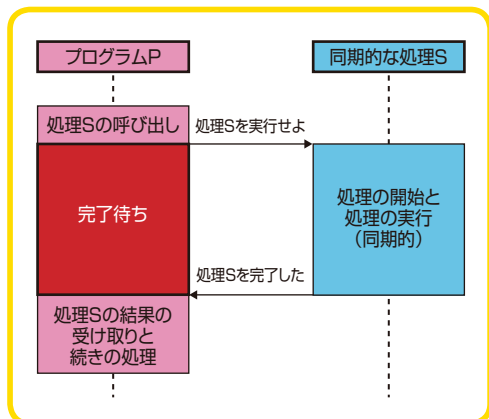 プログラムP
同期的な処理S
処理Sの呼び出し
処理Sを実行せよ
完了待ち
処理の開始と
処理の実行
（同期的）
処理Sを完了した
処理Sの結果の
受け取りと
続きの処理